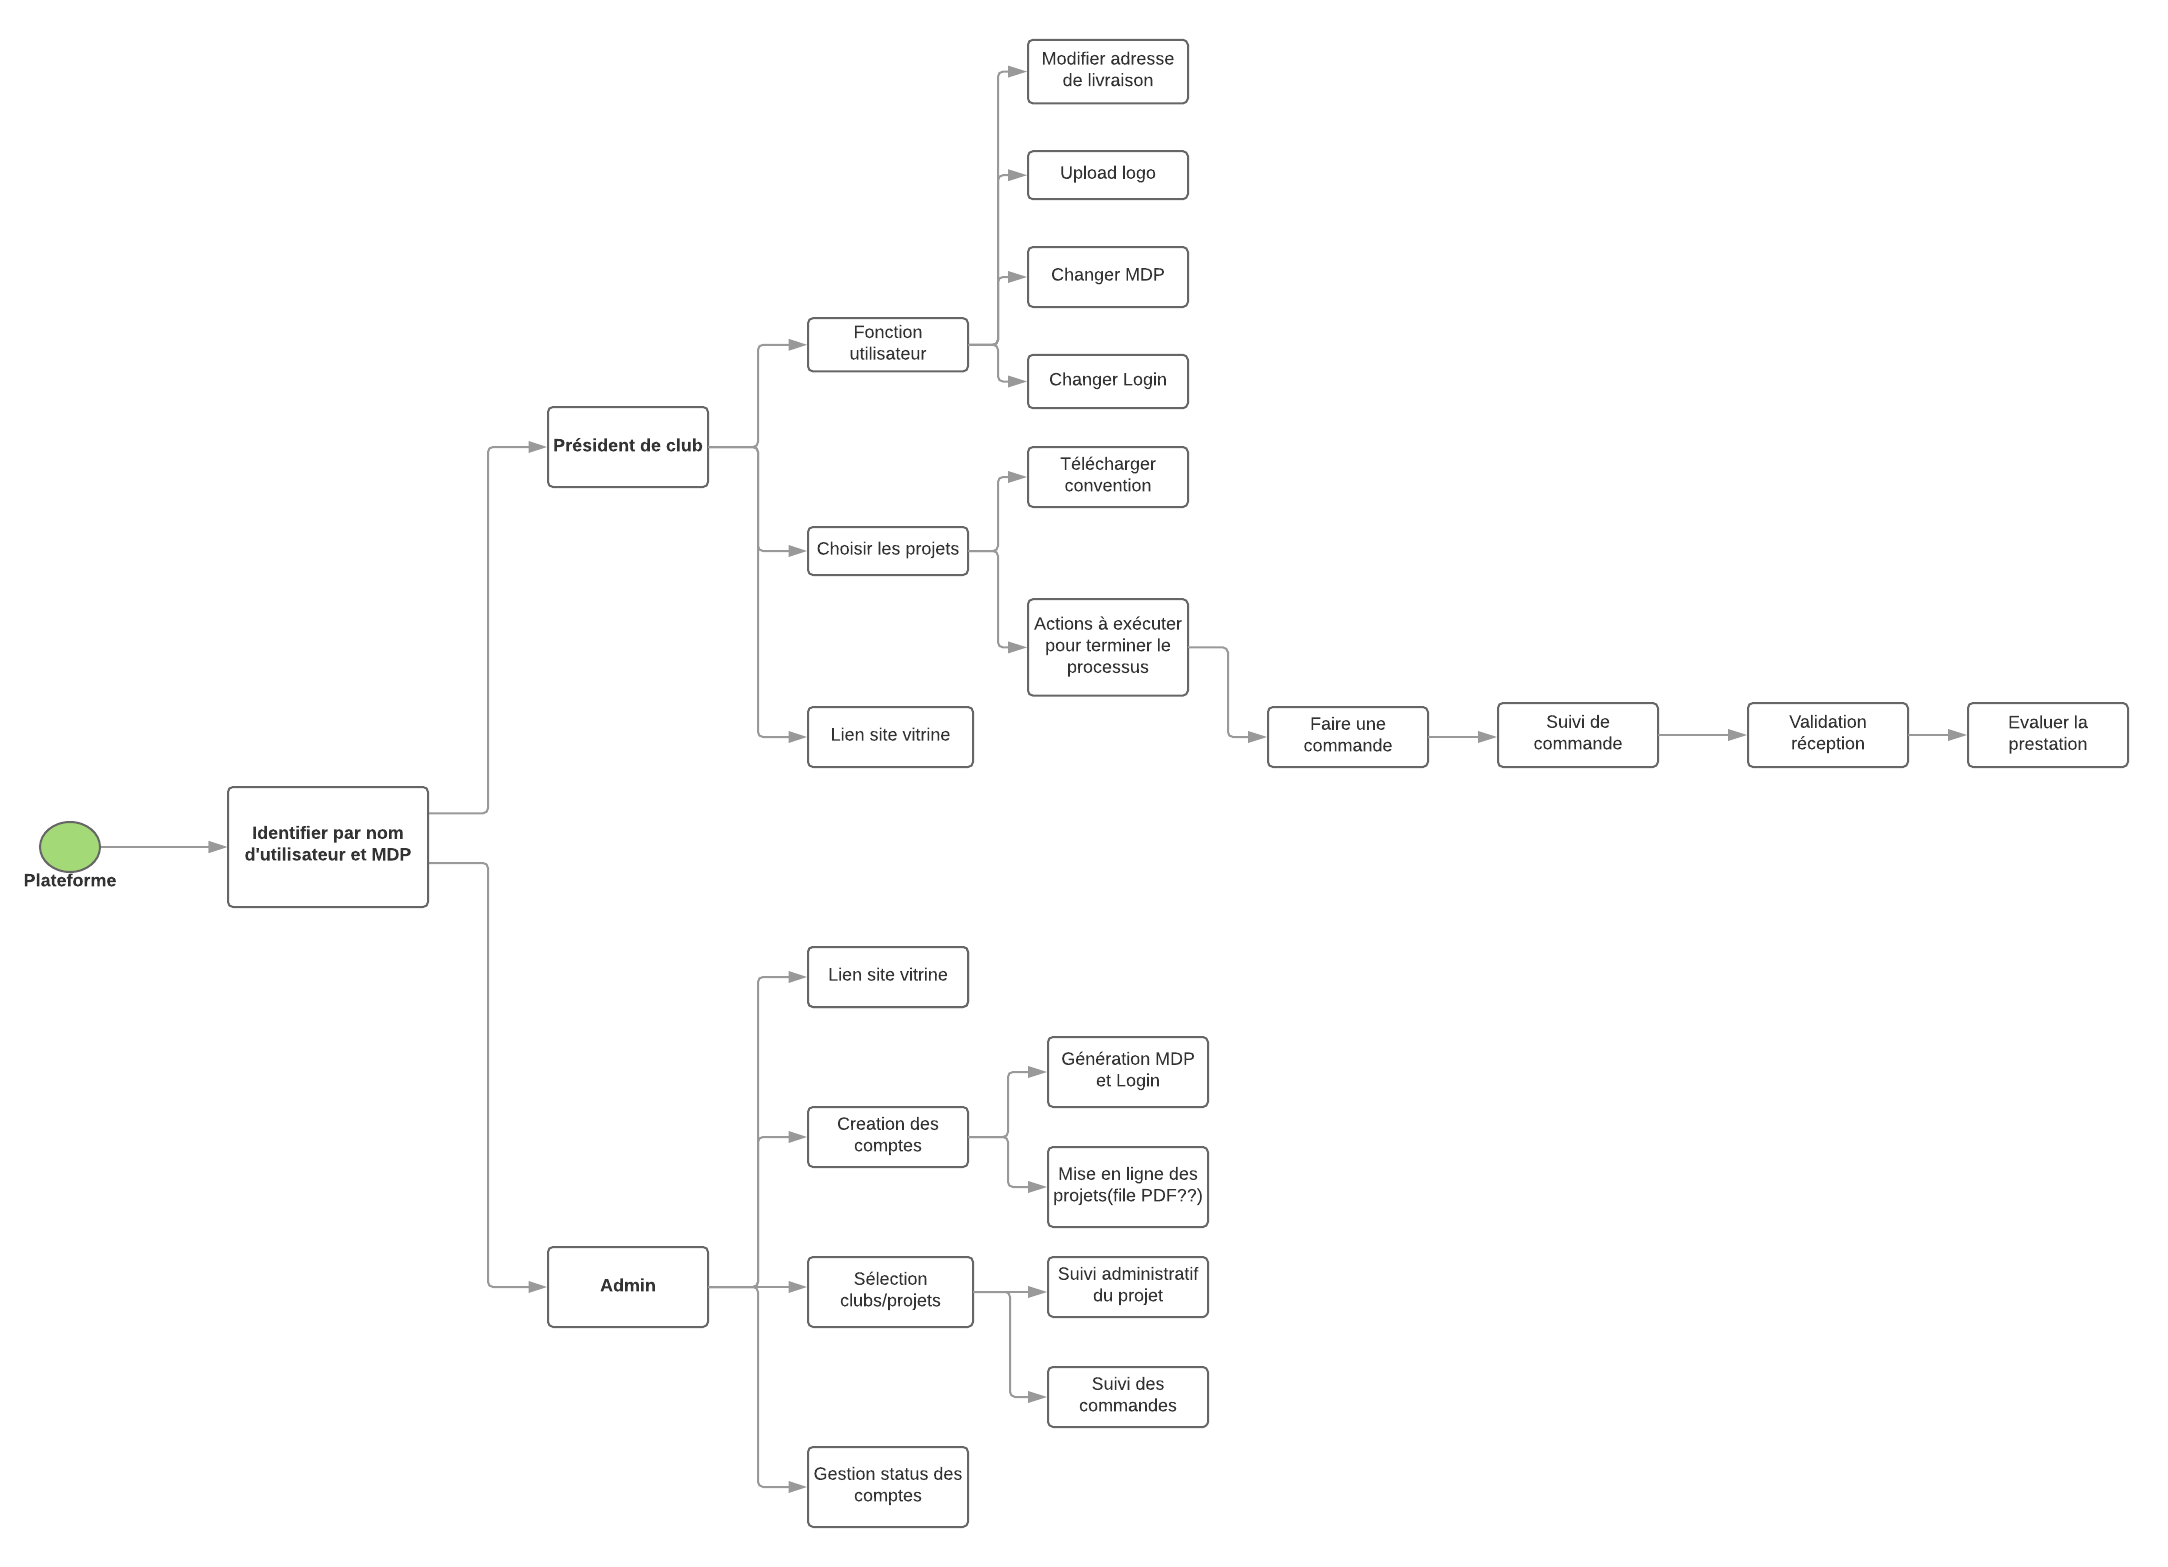 Plateforme
Identifier par nom
d'utilisateur et MDP
Président de club
Fonction
utilisateur
Modifier adresse
de livraison
Upload logo
Changer MDP
Changer Login
Choisir les projets
Télécharger
convention
Actions à exécuter
pour terminer le
processus
Faire une
commande
Suivi de
commande
Validation
réception
Evaluer la
prestation
Lien site vitrine
Admin
Lien site vitrine
Creation des
comptes
Génération MDP
et Login
Mise en ligne des
projets(file PDF??)
Sélection
clubs/projets
Suivi administratif
du projet
Suivi des
commandes
Gestion status des
comptes